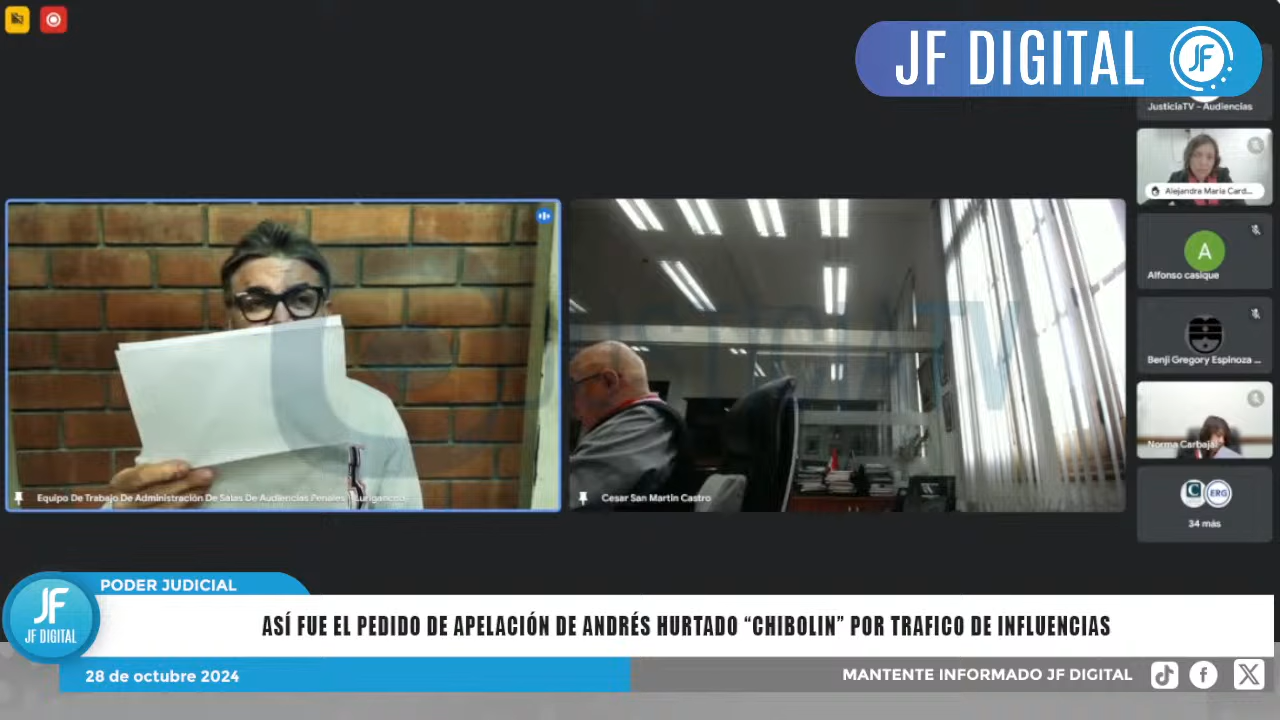 JF DIGITAL
JF
JusticiaTV - Audiencias
Alejandra Maria Card...
A
Alfonso casique
Benji Gregory Espinoza ...
Norma Carbajal
C ERG
34 más
Equipo De Trabajo De Administración De Salas De Audiencias Penales
Cesar San Martin Castro
PODER JUDICIAL
JF
JF DIGITAL
ASÍ FUE EL PEDIDO DE APELACIÓN DE ANDRÉS HURTADO “CHIBOLIN” POR TRAFICO DE INFLUENCIAS
28 de octubre 2024
MANTENTE INFORMADO JF DIGITAL